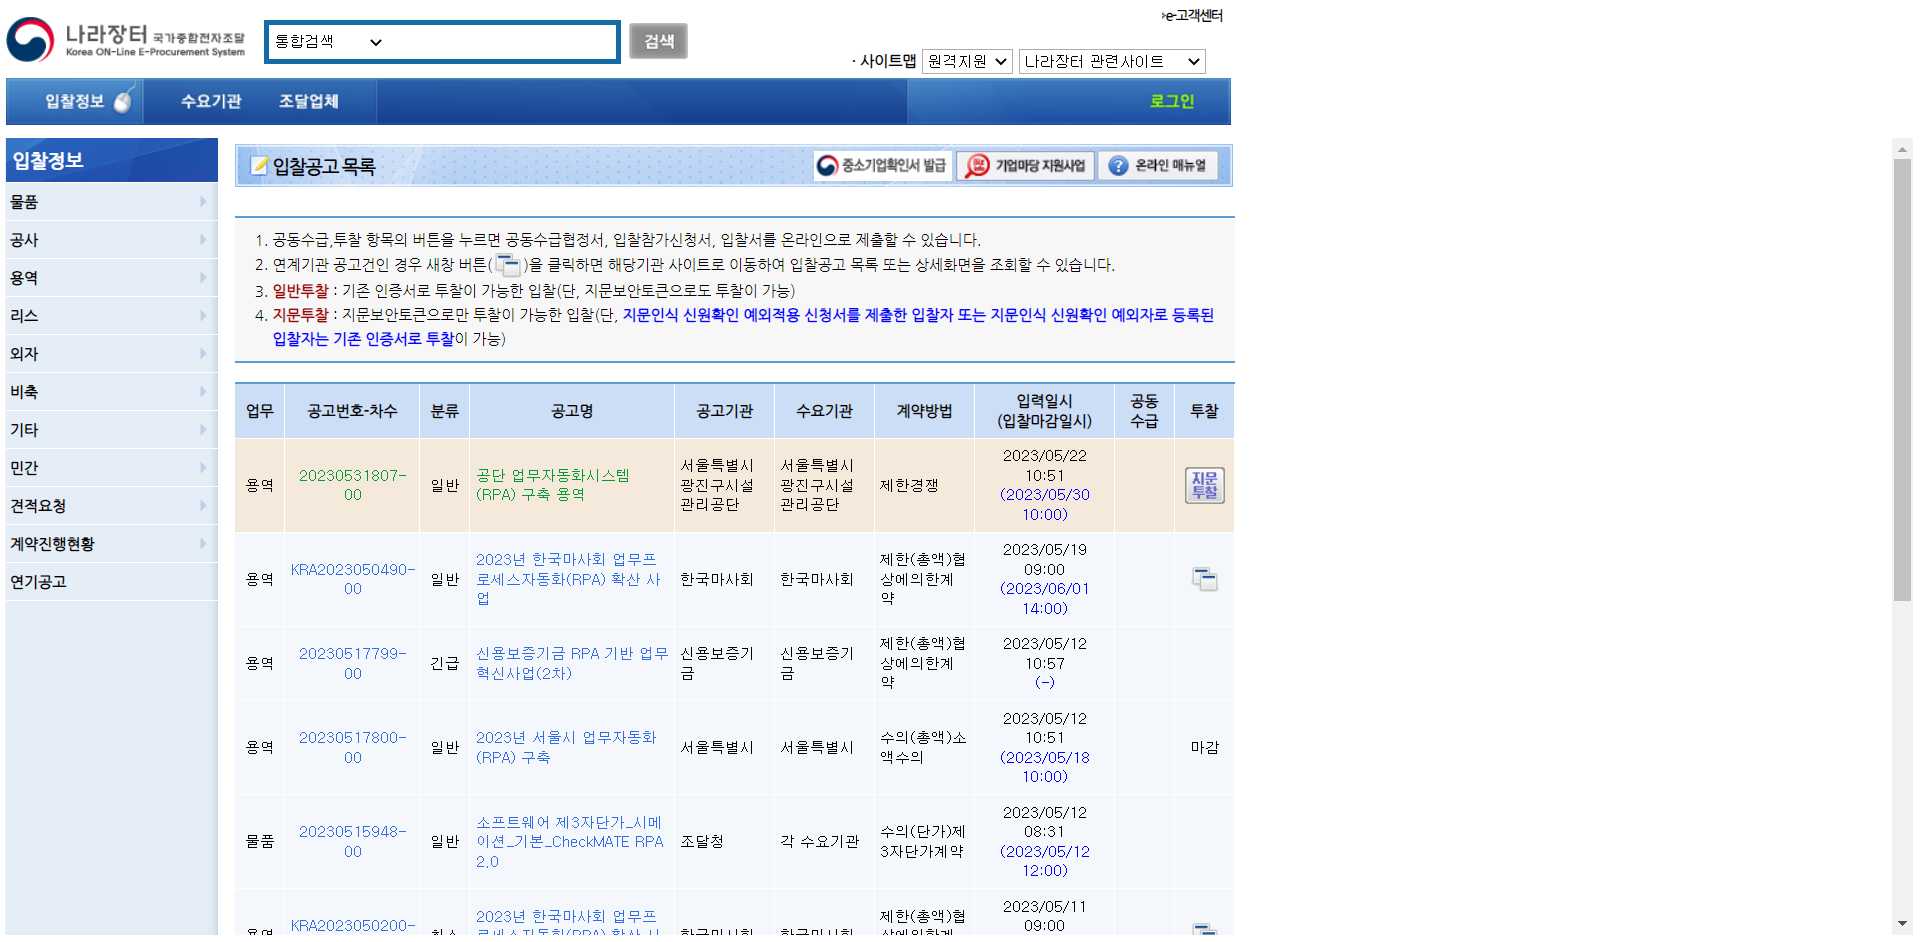 e-고객센터
나라장터 국가종합전자조달
Korea ON-Line E-Procurement System
통합검색
검색
· 사이트맵
원격지원
나라장터 관련사이트
입찰정보
수요기관
조달업체
로그인
입찰정보
물품
공사
용역
리스
외자
비축
기타
민간
견적요청
계약진행현황
연기공고
입찰공고 목록
중소기업확인서 발급
기업마당 지원사업
온라인 매뉴얼
1. 공동수급,투찰 항목의 버튼을 누르면 공동수급협정서, 입찰참가신청서, 입찰서를 온라인으로 제출할 수 있습니다.
2. 연계기관 공고건인 경우 새창 버튼( )을 클릭하면 해당기관 사이트로 이동하여 입찰공고 목록 또는 상세화면을 조회할 수 있습니다.
3. 일반투찰 : 기존 인증서로 투찰이 가능한 입찰(단, 지문보안토큰으로도 투찰이 가능)
4. 지문투찰 : 지문보안토큰으로만 투찰이 가능한 입찰(단, 지문인식 신원확인 예외적용 신청서를 제출한 입찰자 또는 지문인식 신원확인 예외자로 등록된
입찰자는 기존 인증서로 투찰이 가능)
업무
공고번호-차수
분류
공고명
공고기관
수요기관
계약방법
입력일시
(입찰마감일시)
공동
수급
투찰
용역
20230531807-
00
일반
공단 업무자동화시스템
(RPA) 구축 용역
서울특별시
광진구시설
관리공단
서울특별시
광진구시설
관리공단
제한경쟁
2023/05/22
10:51
(2023/05/30
10:00)
지문
투찰
용역
KRA2023050490-
00
일반
2023년 한국마사회 업무프
로세스자동화(RPA) 확산 사
업
한국마사회
한국마사회
제한(총액)협
상에의한계
약
2023/05/19
09:00
(2023/06/01
14:00)
용역
20230517799-
00
긴급
신용보증기금 RPA 기반 업무
혁신사업(2차)
신용보증기
금
신용보증기
금
제한(총액)협
상에의한계
약
2023/05/12
10:57
(-)
용역
20230517800-
00
일반
2023년 서울시 업무자동화
(RPA) 구축
서울특별시
서울특별시
수의(총액)소
액수의
2023/05/12
10:51
(2023/05/18
10:00)
마감
물품
20230515948-
00
일반
소프트웨어 제3자단가_시메
이션_기본_CheckMATE RPA
2.0
조달청
각 수요기관
수의(단가)제
3자단가계약
2023/05/12
08:31
(2023/05/12
12:00)
용역
KRA2023050200-
취소
2023년 한국마사회 업무프
로세스자동화(RPA) 확산 사
한국마사회
한국마사회
제한(총액)협
상에의한계
2023/05/11
09:00